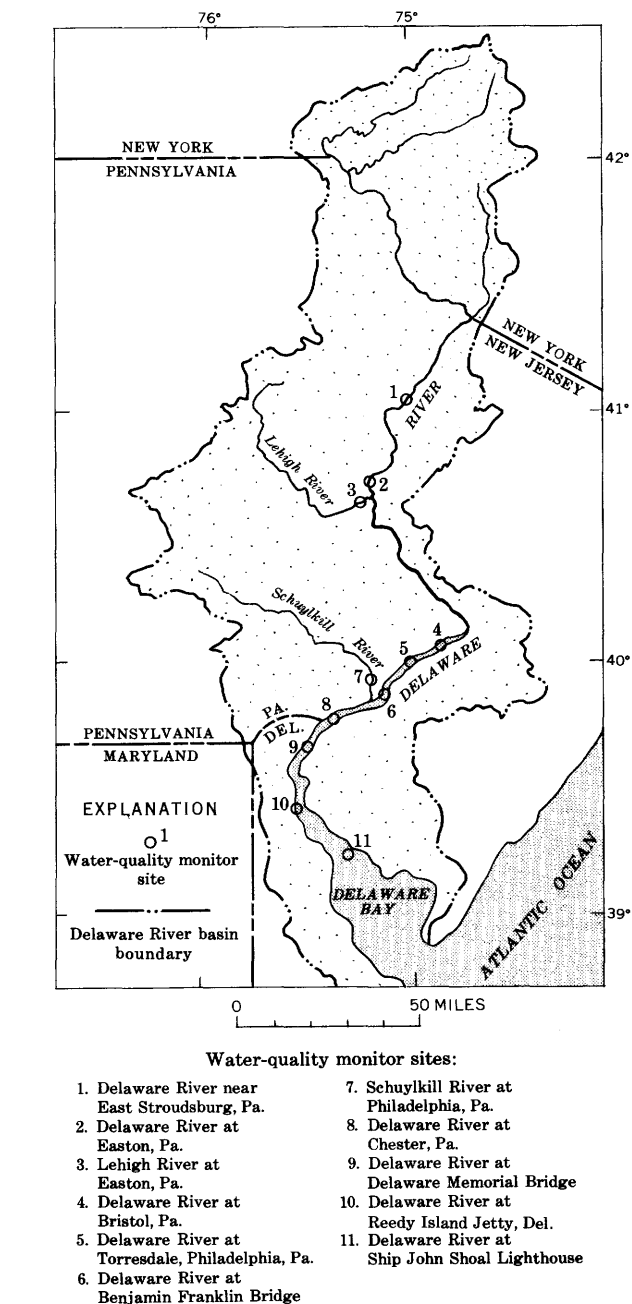 76°
75°
NEW YORK
PENNSYLVANIA
42°
NEW YORK
NEW JERSEY
1
RIVER
41°
Lehigh River
3
2
Schuylkill
River
4
5
7
DELAWARE
40°
6
8
PA.
DEL.
PENNSYLVANIA
MARYLAND
9
10
EXPLANATION
1
Water-quality monitor
site
11
DELAWARE
BAY
ATLANTIC OCEAN
39°
Delaware River basin
boundary
0
50 MILES
Water-quality monitor sites:
1. Delaware River near
East Stroudsburg, Pa.
2. Delaware River at
Easton, Pa.
3. Lehigh River at
Easton, Pa.
4. Delaware River at
Bristol, Pa.
5. Delaware River at
Torresdale, Philadelphia, Pa.
6. Delaware River at
Benjamin Franklin Bridge
7. Schuylkill River at
Philadelphia, Pa.
8. Delaware River at
Chester, Pa.
9. Delaware River at
Delaware Memorial Bridge
10. Delaware River at
Reedy Island Jetty, Del.
11. Delaware River at
Ship John Shoal Lighthouse